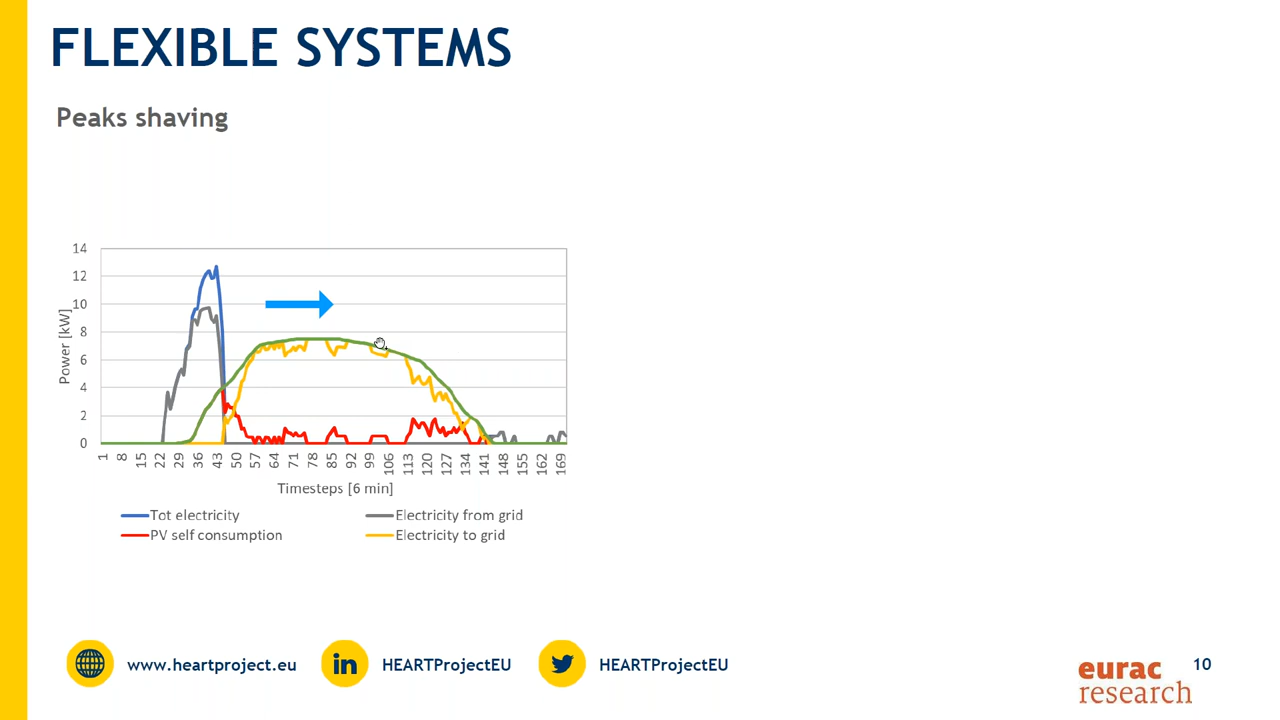 FLEXIBLE SYSTEMS
Peaks shaving
14
12
10
8
6
4
2
0
Power [kW]
1 8 15 22 29 36 43 50 57 64 71 78 85 92 99 106 113 120 127 134 141 148 155 162 169
Timesteps [6 min]
Tot electricity
Electricity from grid
PV self consumption
Electricity to grid
www.heartproject.eu
in
HEARTProjectEU
HEARTProjectEU
eurac
research
10